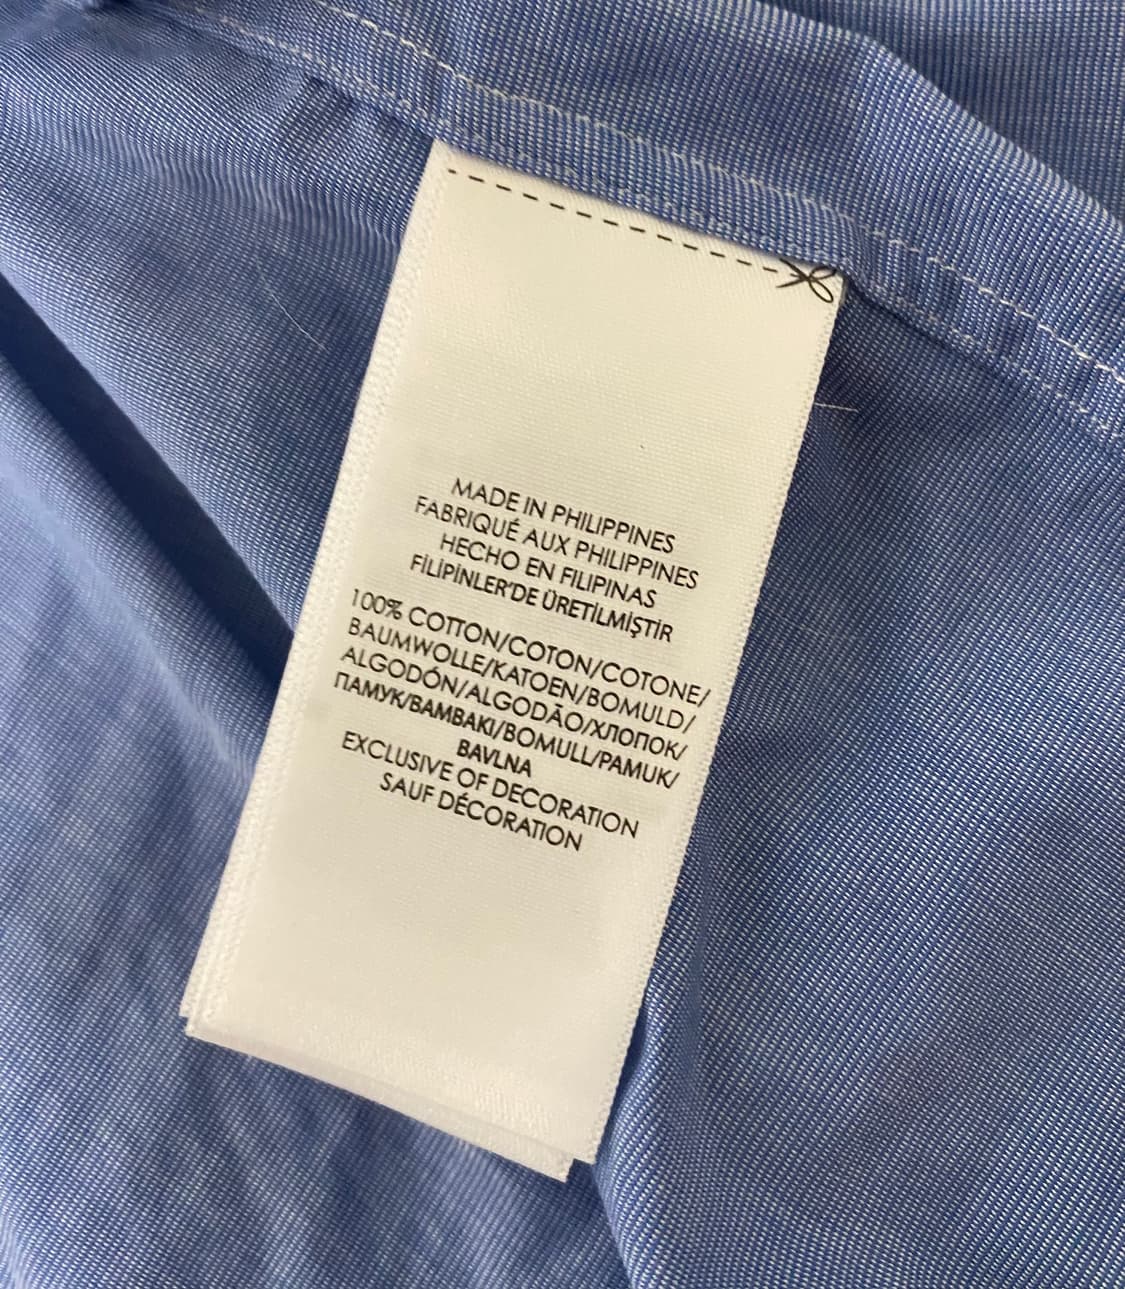 MADE IN PHILIPPINES
FABRIQUÉ AUX PHILIPPINES
HECHO EN FILIPINAS
FİLİPİNLER'DE ÜRETİLMİŞTİR
100% COTTON/COTON/COTONE/
BAUMWOLLE/KATOEN/BOMULD/
ALGODÓN/ALGODÃO/ХЛОПОК/
ПАМУК/ΒΑΜΒΑΚΙ/BOMULL/PAMUK/
BAVLNA
EXCLUSIVE OF DECORATION
SAUF DÉCORATION